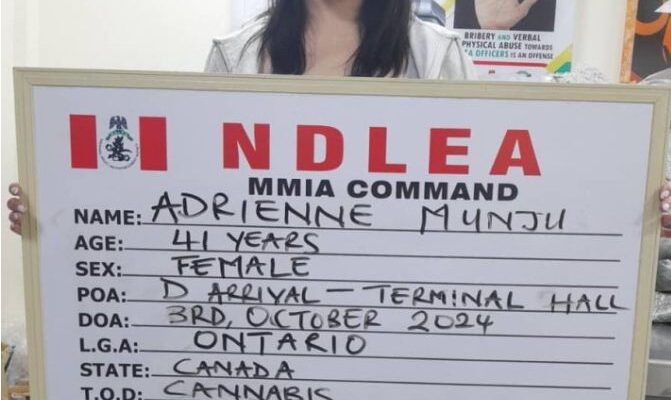 BRIBERY AND VERBAL
PHYSICAL ABUSE TOWARDS
OFFICERS IS AN OFFENSE
NDLEA
MMIA COMMAND
NAME: ADRIENNE MUNJU
AGE: 41 YEARS
SEX: FEMALE
POA: D ARRIVAL - TERMINAL HALL
DOA: 3RD, OCTOBER 2024
L.G.A: ONTARIO
STATE: CANADA
T.O.D: CANNABIS